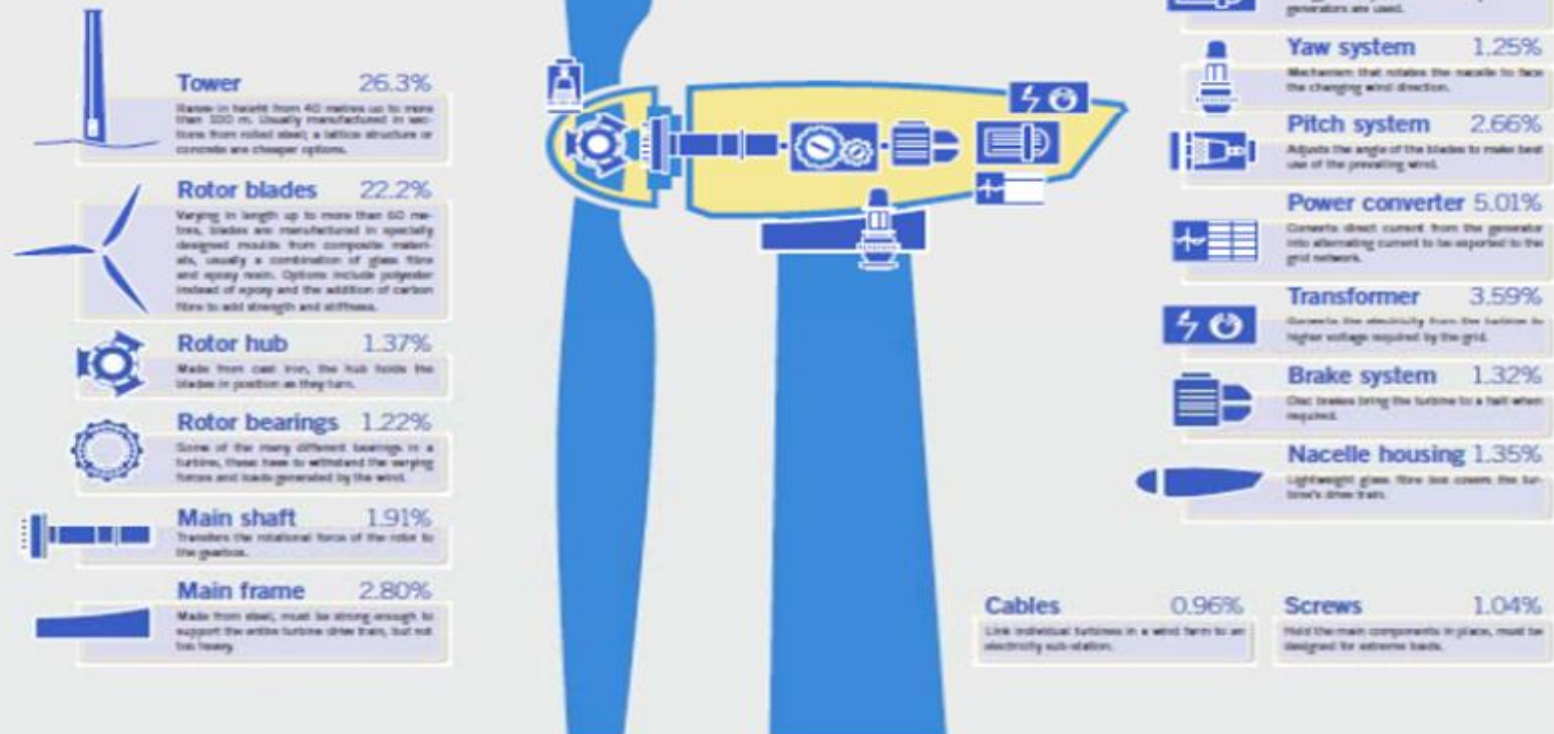 Tower 26.3%
Range in height from 40 metres up to more
than 100 m. Usually manufactured in sec-
tions from rolled steel; a lattice structure or
concrete are cheaper options.
Rotor blades 22.2%
Varying in length up to more than 60 me-
tres, blades are manufactured in specially
designed moulds from composite materi-
als, usually a combination of glass fibre
and epoxy resin. Options include polyester
instead of epoxy and the addition of carbon
fibre to add strength and stiffness.
Rotor hub 1.37%
Made from cast iron, the hub holds the
blades in position as they turn.
Rotor bearings 1.22%
Some of the many different bearings in a
turbine, these have to withstand the varying
forces and loads generated by the wind.
Main shaft 1.91%
Transfers the rotational force of the rotor to
the gearbox.
Main frame 2.80%
Made from steel, must be strong enough to
support the entire turbine drive train, but not
too heavy.
generators are used.
Yaw system 1.25%
Mechanism that rotates the nacelle to face
the changing wind direction.
Pitch system 2.66%
Adjusts the angle of the blades to make best
use of the prevailing wind.
Power converter 5.01%
Converts direct current from the generator
into alternating current to be exported to the
grid network.
Transformer 3.59%
Converts the electricity from the turbine to
higher voltage required by the grid.
Brake system 1.32%
Disc brakes bring the turbine to a halt when
required.
Nacelle housing 1.35%
Lightweight glass fibre box covers the tur-
bine's drive train.
Cables 0.96%
Link individual turbines in a wind farm to an
electricity sub-station.
Screws 1.04%
Hold the main components in place, must be
designed for extreme loads.